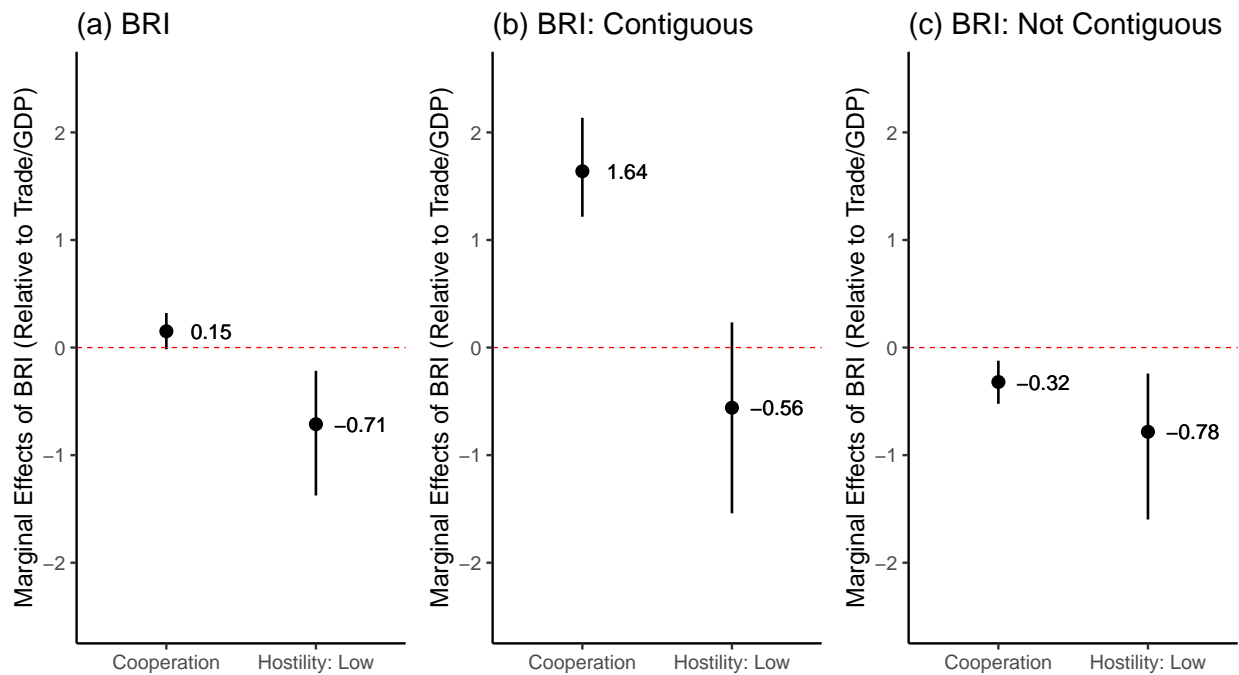 (a) BRI
Marginal Effects of BRI (Relative to Trade/GDP)
2
1
0
−1
−2
0.15
−0.71
Cooperation
Hostility: Low
(b) BRI: Contiguous
Marginal Effects of BRI (Relative to Trade/GDP)
2
1
0
−1
−2
1.64
−0.56
Cooperation
Hostility: Low
(c) BRI: Not Contiguous
Marginal Effects of BRI (Relative to Trade/GDP)
2
1
0
−1
−2
−0.32
−0.78
Cooperation
Hostility: Low